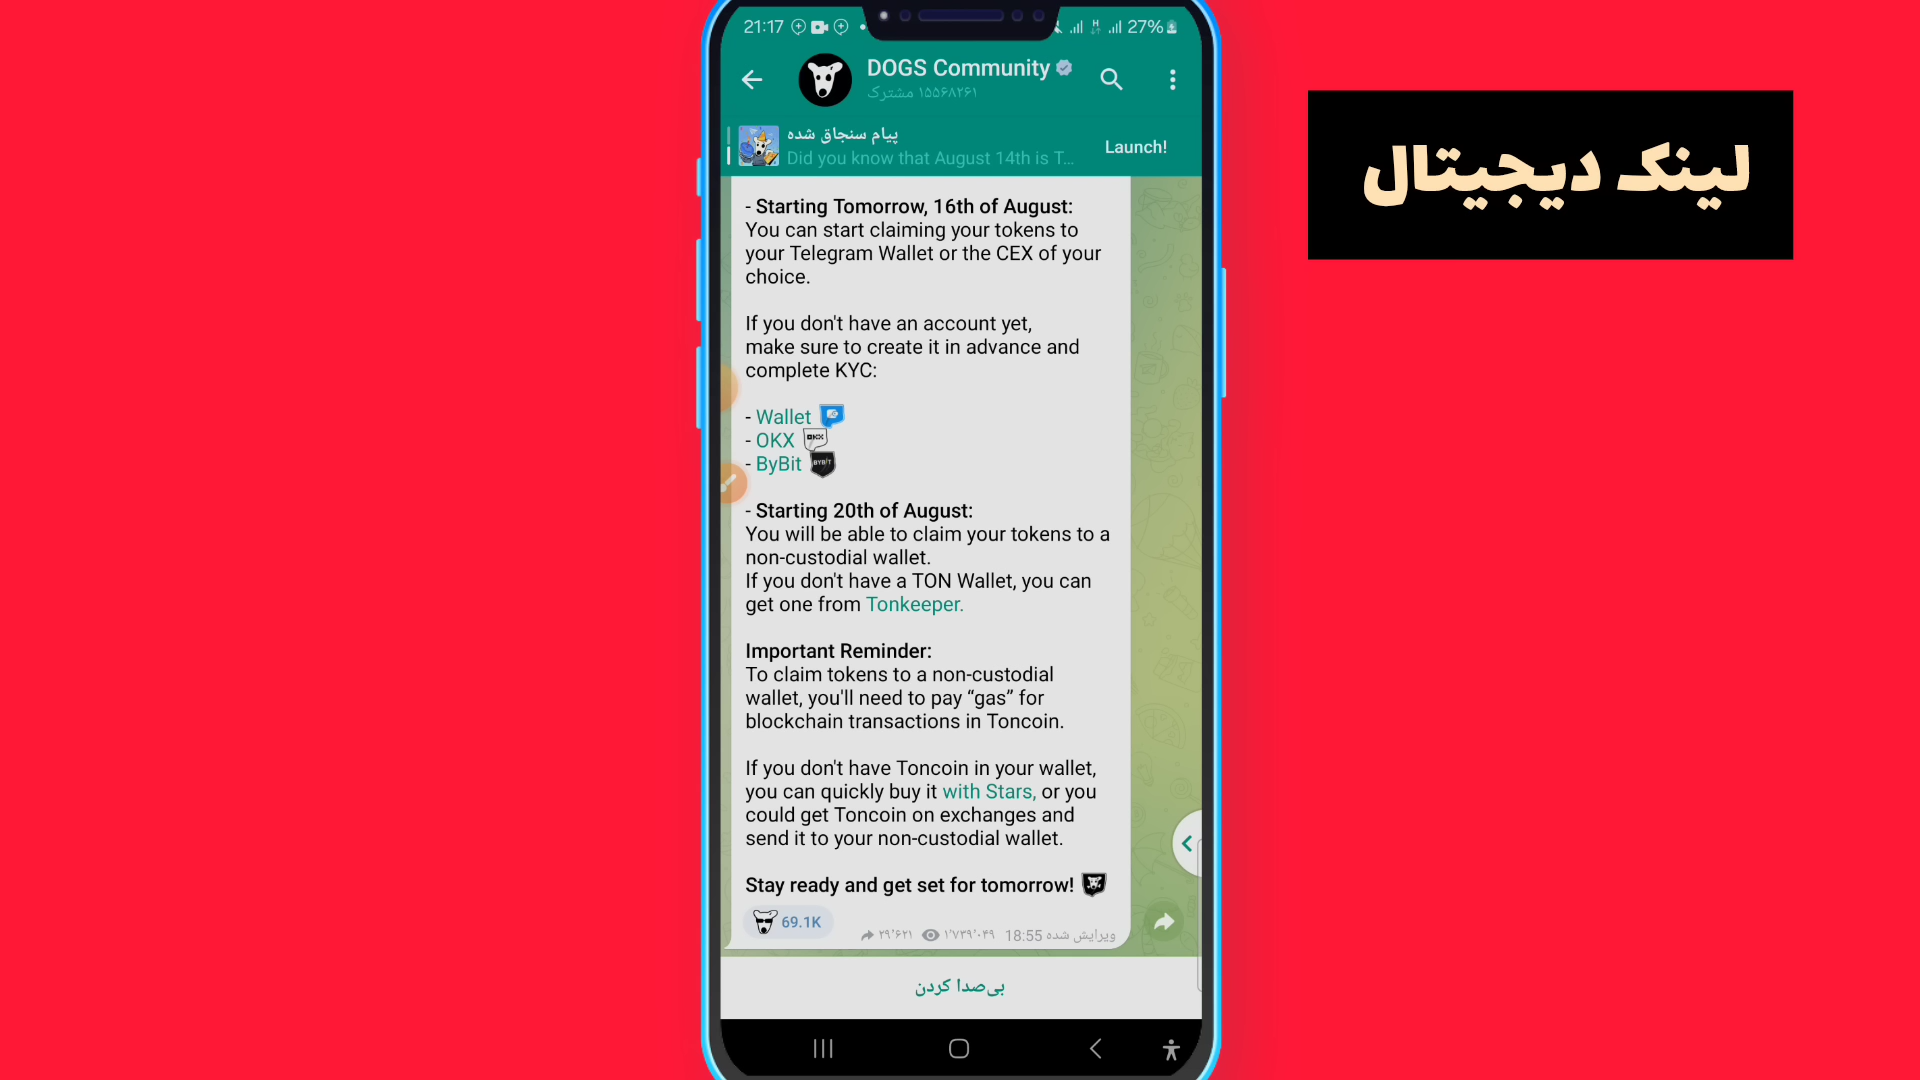 21:17
27%
DOGS Community
۱۵۵۶۸۲۶۱ مشترک
پیام سنجاق شده
Did you know that August 14th is T...
Launch!
لینک دیجیتال
- Starting Tomorrow, 16th of August:
You can start claiming your tokens to
your Telegram Wallet or the CEX of your
choice.
If you don't have an account yet,
make sure to create it in advance and
complete KYC:
- Wallet
- OKX OKX
- ByBit BYBIT
- Starting 20th of August:
You will be able to claim your tokens to a
non-custodial wallet.
If you don't have a TON Wallet, you can
get one from Tonkeeper.
Important Reminder:
To claim tokens to a non-custodial
wallet, you'll need to pay “gas” for
blockchain transactions in Toncoin.
If you don't have Toncoin in your wallet,
you can quickly buy it with Stars, or you
could get Toncoin on exchanges and
send it to your non-custodial wallet.
Stay ready and get set for tomorrow!
69.1K
۲۹٬۶۲۱ ۱٬۷۳۹٬۰۴۹ 18:55 ویرایش شده
بی‌صدا کردن